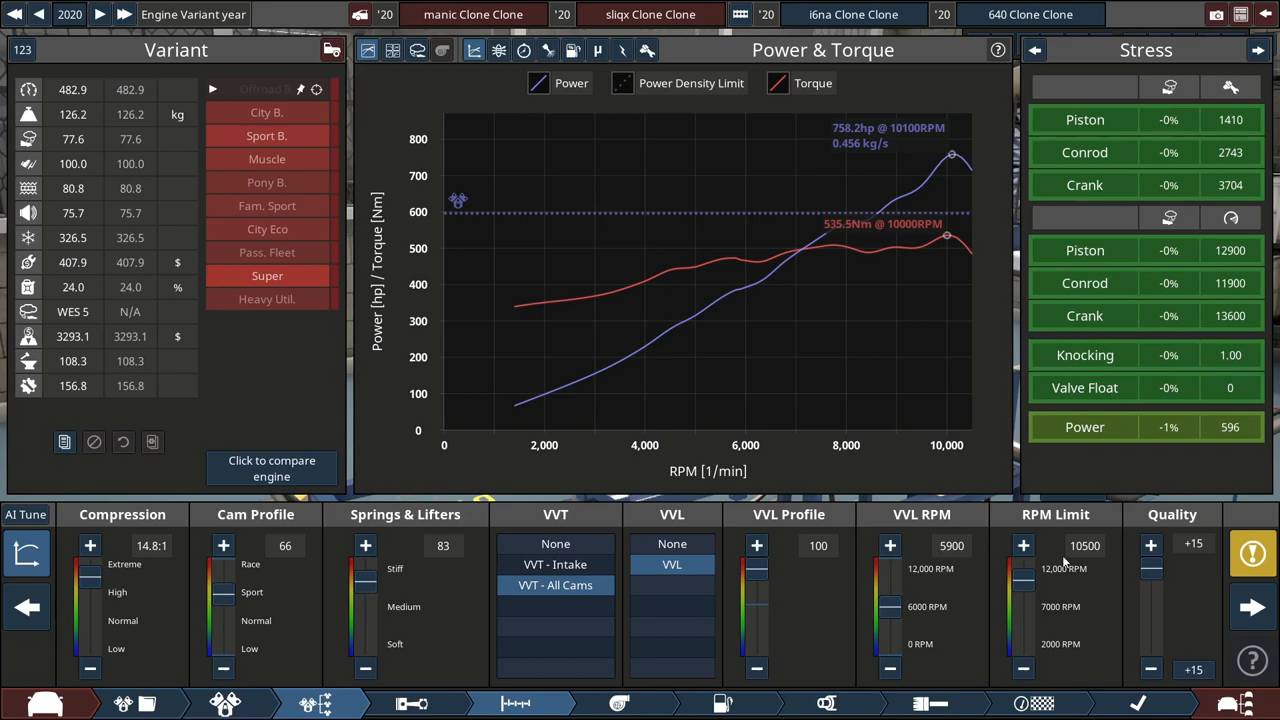 2020 Engine Variant year '20 manic Clone Clone '20 sliqx Clone Clone '20 i6na Clone Clone '20 640 Clone Clone
123 Variant
482.9 482.9
126.2 126.2 kg
77.6 77.6
100.0 100.0
80.8 80.8
75.7 75.7
326.5 326.5
407.9 407.9 $
24.0 24.0 %
WES 5 N/A
3293.1 3293.1 $
108.3 108.3
156.8 156.8
Offroad B.
City B.
Sport B.
Muscle
Pony B.
Fam. Sport
City Eco
Pass. Fleet
Super
Heavy Util.
Click to compare
engine
Power & Torque
Power Power Density Limit Torque
758.2hp @ 10100RPM
0.456 kg/s
535.5Nm @ 10000RPM
Power [hp] / Torque [Nm]
800
700
600
500
400
300
200
100
0
0 2,000 4,000 6,000 8,000 10,000
RPM [1/min]
Stress
Piston -0% 1410
Conrod -0% 2743
Crank -0% 3704
Piston -0% 12900
Conrod -0% 11900
Crank -0% 13600
Knocking -0% 1.00
Valve Float -0% 0
Power -1% 596
AI Tune
Compression
14.8:1
Extreme
High
Normal
Low
Cam Profile
66
Race
Sport
Normal
Low
Springs & Lifters
83
Stiff
Medium
Soft
VVT
None
VVT - Intake
VVT - All Cams
VVL
None
VVL
VVL Profile
100
VVL RPM
5900
12,000 RPM
6000 RPM
0 RPM
RPM Limit
10500
12,000 RPM
7000 RPM
2000 RPM
Quality
+15
+15